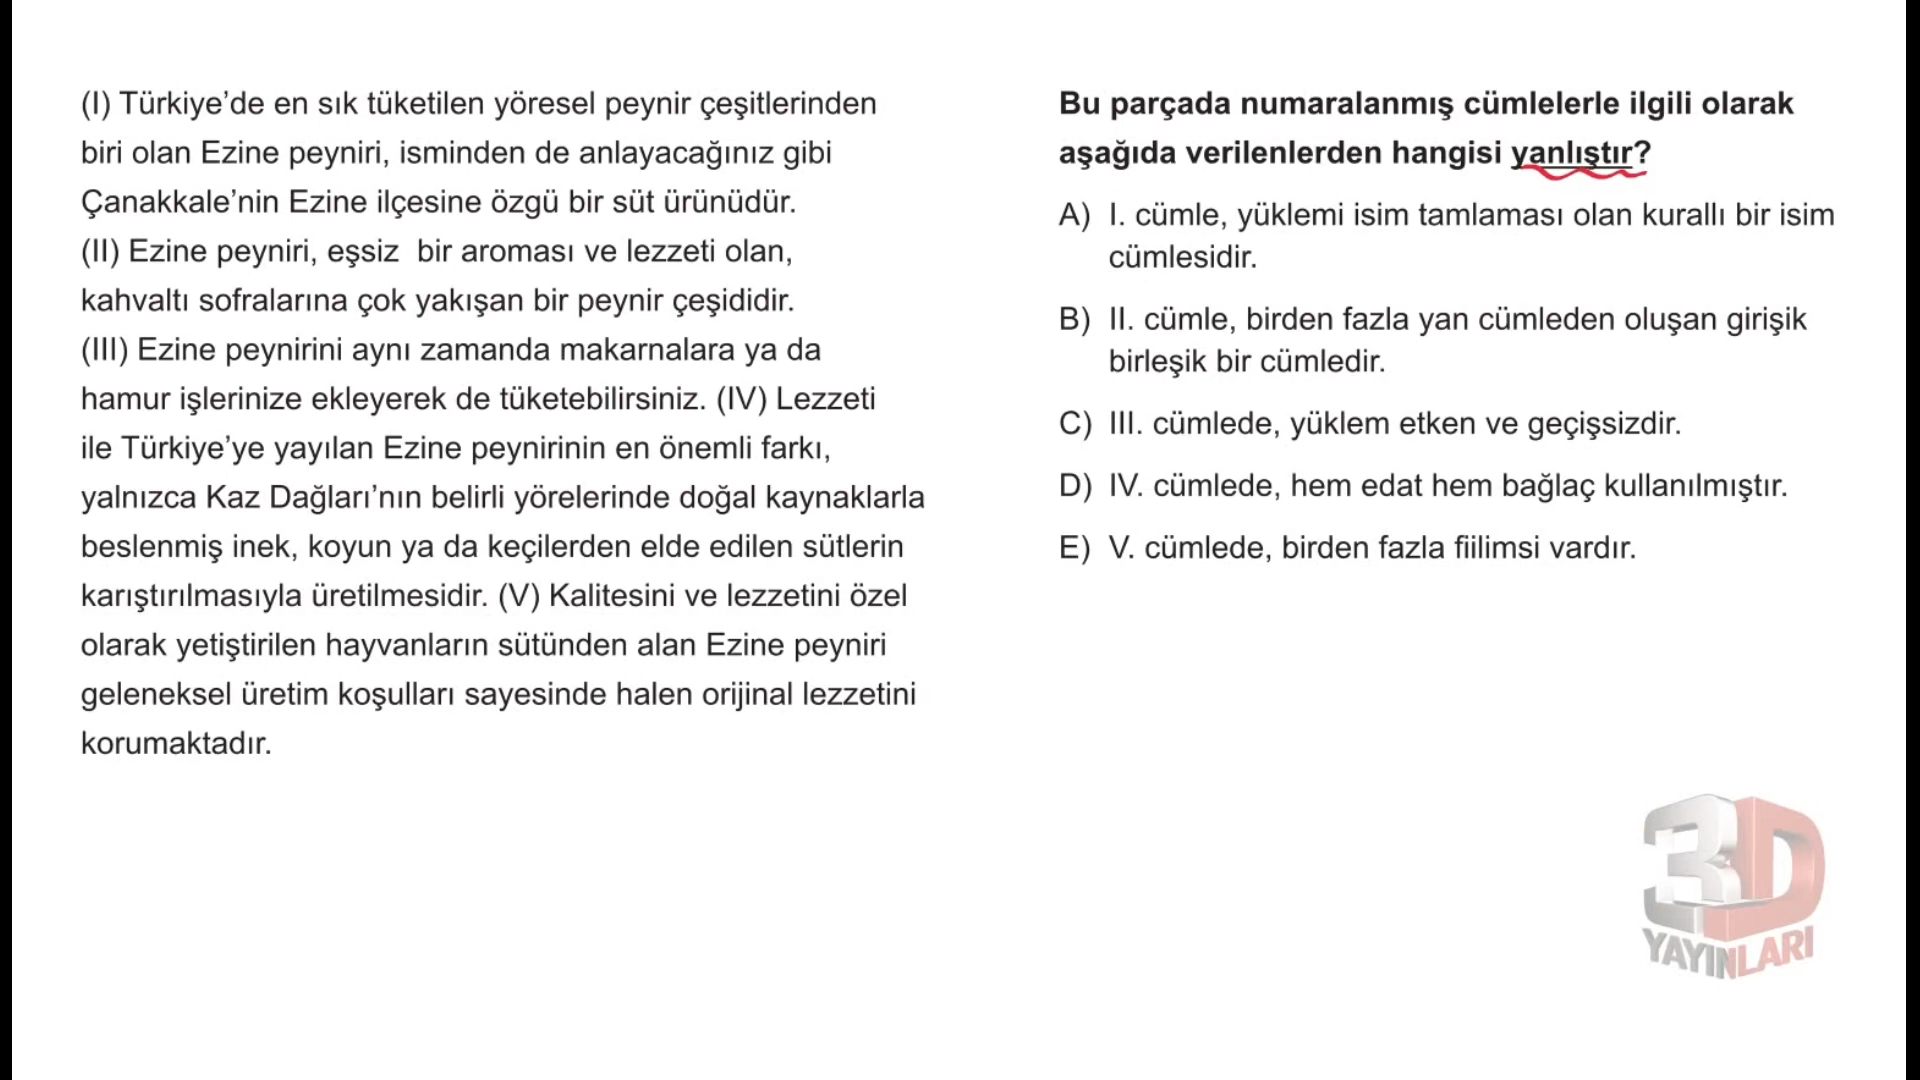 (I) Türkiye’de en sık tüketilen yöresel peynir çeşitlerinden
biri olan Ezine peyniri, isminden de anlayacağınız gibi
Çanakkale’nin Ezine ilçesine özgü bir süt ürünüdür.
(II) Ezine peyniri, eşsiz  bir aroması ve lezzeti olan,
kahvaltı sofralarına çok yakışan bir peynir çeşididir.
(III) Ezine peynirini aynı zamanda makarnalara ya da
hamur işlerinize ekleyerek de tüketebilirsiniz. (IV) Lezzeti
ile Türkiye’ye yayılan Ezine peynirinin en önemli farkı,
yalnızca Kaz Dağları’nın belirli yörelerinde doğal kaynaklarla
beslenmiş inek, koyun ya da keçilerden elde edilen sütlerin
karıştırılmasıyla üretilmesidir. (V) Kalitesini ve lezzetini özel
olarak yetiştirilen hayvanların sütünden alan Ezine peyniri
geleneksel üretim koşulları sayesinde halen orijinal lezzetini
korumaktadır.
Bu parçada numaralanmış cümlelerle ilgili olarak
aşağıda verilenlerden hangisi yanlıştır?
A) I. cümle, yüklemi isim tamlaması olan kurallı bir isim
cümlesidir.
B) II. cümle, birden fazla yan cümleden oluşan girişik
birleşik bir cümledir.
C) III. cümlede, yüklem etken ve geçişsizdir.
D) IV. cümlede, hem edat hem bağlaç kullanılmıştır.
E) V. cümlede, birden fazla fiilimsi vardır.
3D
YAYINLARI